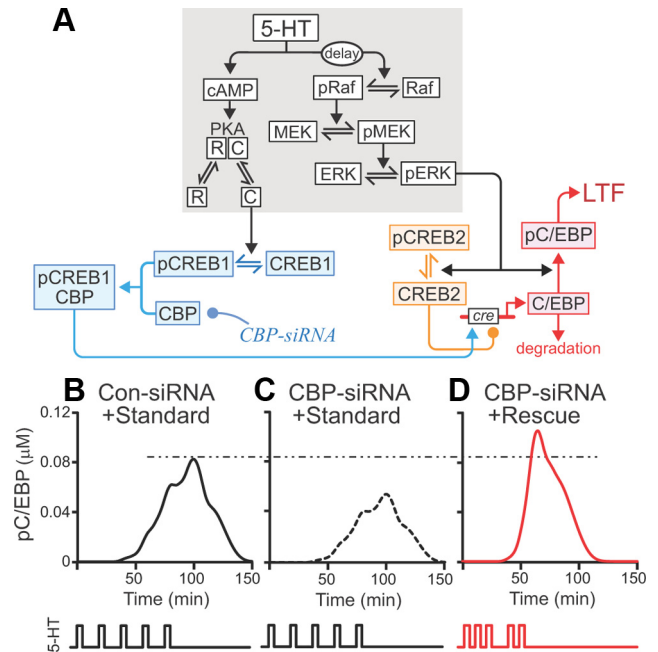 A
5-HT
delay
cAMP
pRaf
Raf
PKA
R C
MEK
pMEK
R
C
ERK
pERK
LTF
pCREB2
pC/EBP
pCREB1
CREB1
pCREB1
CBP
CREB2
C/EBP
CBP
cre
CBP-siRNA
degradation
B
Con-siRNA
+Standard
C
CBP-siRNA
+Standard
D
CBP-siRNA
+Rescue
pC/EBP (μM)
0.12
0.08
0.04
0
50
100
150
Time (min)
50
100
150
Time (min)
50
100
150
Time (min)
5-HT